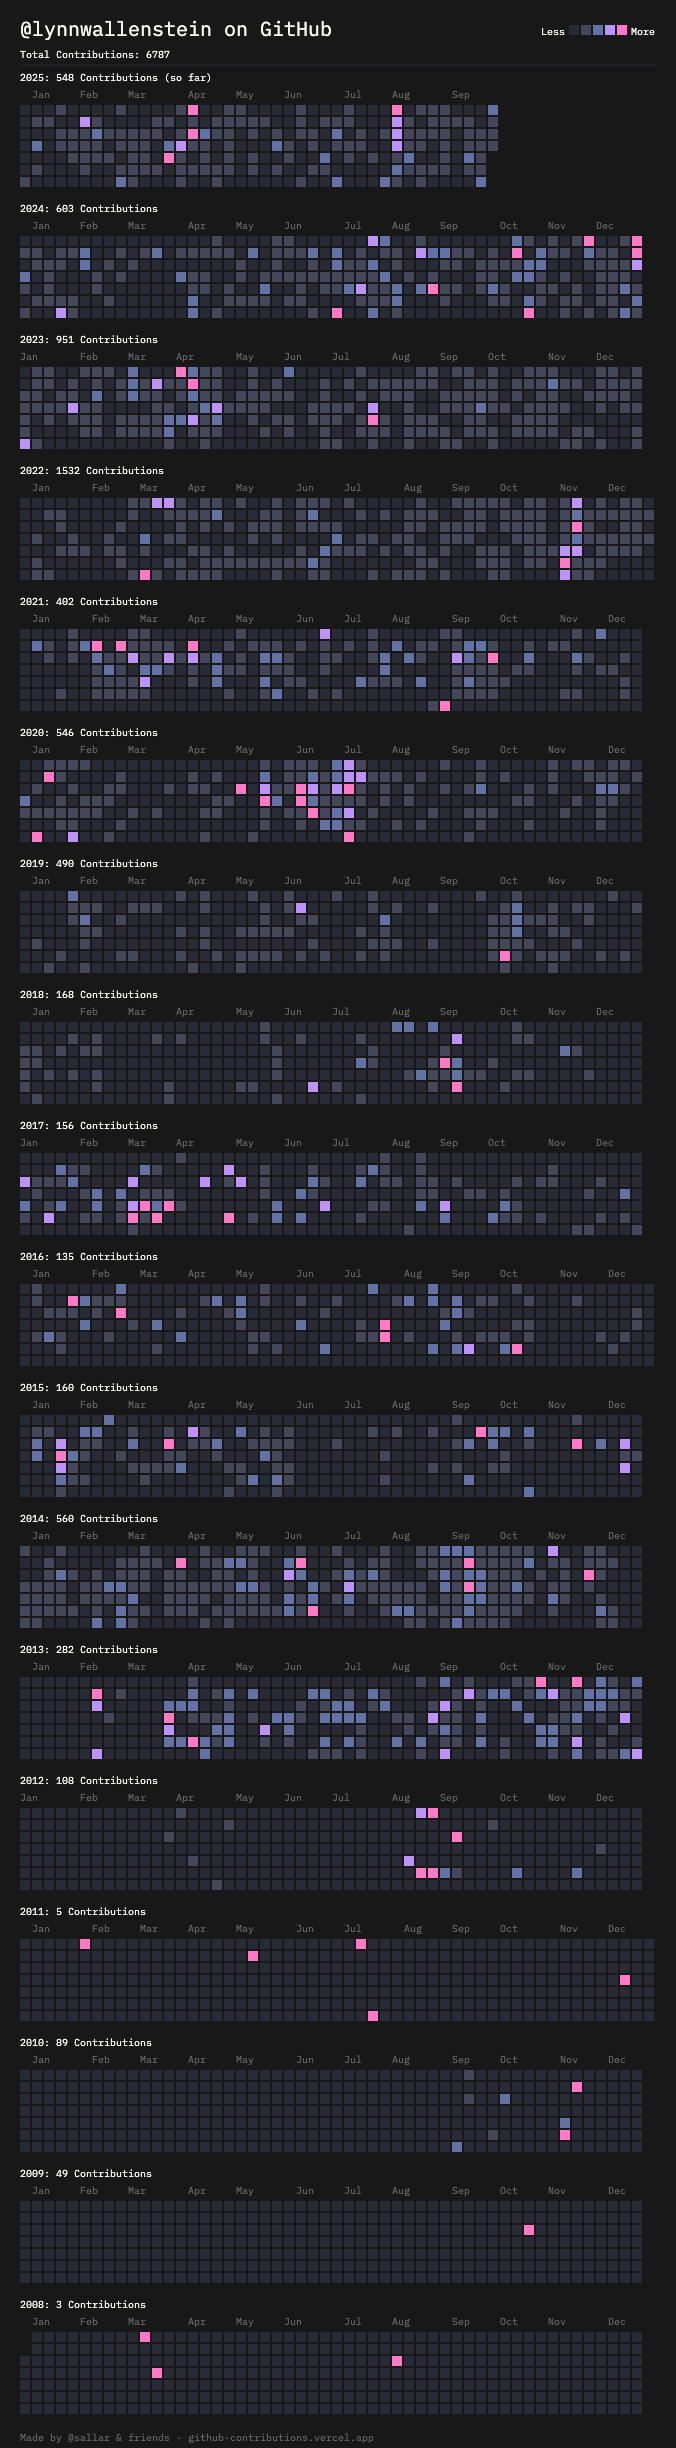 @lynnwallenstein on GitHub
Less More
Total Contributions: 6787
2025: 548 Contributions (so far)
Jan Feb Mar Apr May Jun Jul Aug Sep
2024: 603 Contributions
Jan Feb Mar Apr May Jun Jul Aug Sep Oct Nov Dec
2023: 951 Contributions
Jan Feb Mar Apr May Jun Jul Aug Sep Oct Nov Dec
2022: 1532 Contributions
Jan Feb Mar Apr May Jun Jul Aug Sep Oct Nov Dec
2021: 402 Contributions
Jan Feb Mar Apr May Jun Jul Aug Sep Oct Nov Dec
2020: 546 Contributions
Jan Feb Mar Apr May Jun Jul Aug Sep Oct Nov Dec
2019: 490 Contributions
Jan Feb Mar Apr May Jun Jul Aug Sep Oct Nov Dec
2018: 168 Contributions
Jan Feb Mar Apr May Jun Jul Aug Sep Oct Nov Dec
2017: 156 Contributions
Jan Feb Mar Apr May Jun Jul Aug Sep Oct Nov Dec
2016: 135 Contributions
Jan Feb Mar Apr May Jun Jul Aug Sep Oct Nov Dec
2015: 160 Contributions
Jan Feb Mar Apr May Jun Jul Aug Sep Oct Nov Dec
2014: 560 Contributions
Jan Feb Mar Apr May Jun Jul Aug Sep Oct Nov Dec
2013: 282 Contributions
Jan Feb Mar Apr May Jun Jul Aug Sep Oct Nov Dec
2012: 108 Contributions
Jan Feb Mar Apr May Jun Jul Aug Sep Oct Nov Dec
2011: 5 Contributions
Jan Feb Mar Apr May Jun Jul Aug Sep Oct Nov Dec
2010: 89 Contributions
Jan Feb Mar Apr May Jun Jul Aug Sep Oct Nov Dec
2009: 49 Contributions
Jan Feb Mar Apr May Jun Jul Aug Sep Oct Nov Dec
2008: 3 Contributions
Jan Feb Mar Apr May Jun Jul Aug Sep Oct Nov Dec
Made by @sallar & friends - github-contributions.vercel.app